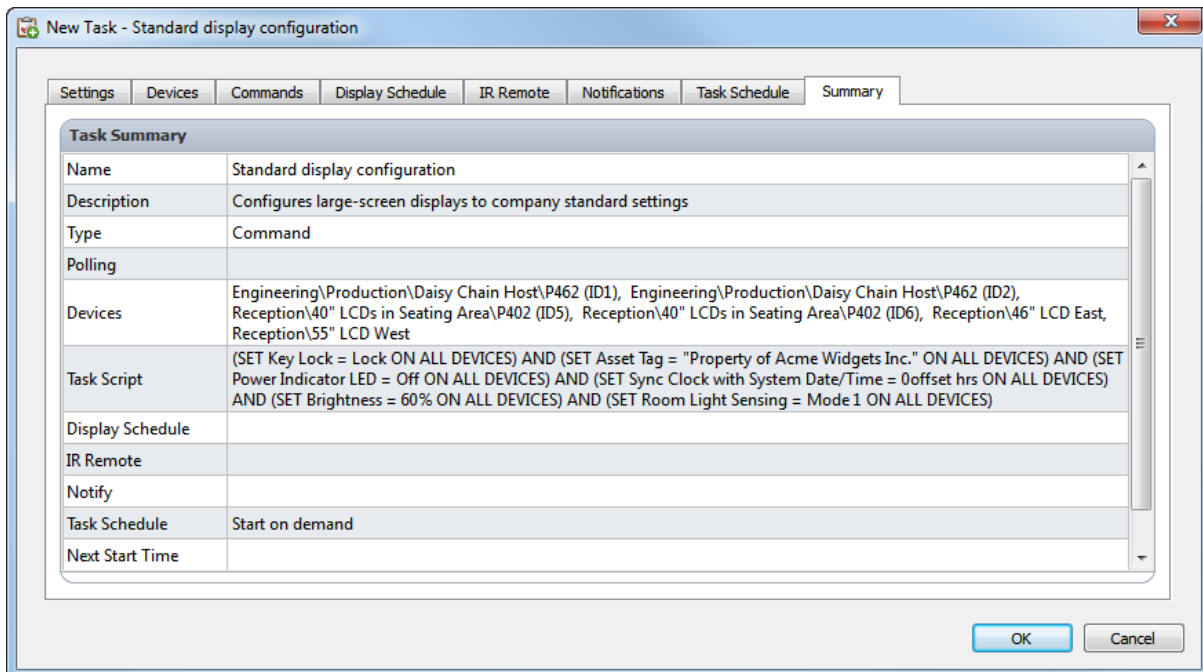 New Task - Standard display configuration
Settings Devices Commands Display Schedule IR Remote Notifications Task Schedule Summary
Task Summary
Name Standard display configuration
Description Configures large-screen displays to company standard settings
Type Command
Polling
Devices Engineering\Production\Daisy Chain Host\P462 (ID1), Engineering\Production\Daisy Chain Host\P462 (ID2),
Reception\40" LCDs in Seating Area\P402 (ID5), Reception\40" LCDs in Seating Area\P402 (ID6), Reception\46" LCD East,
Reception\55" LCD West
Task Script (SET Key Lock = Lock ON ALL DEVICES) AND (SET Asset Tag = "Property of Acme Widgets Inc." ON ALL DEVICES) AND (SET
Power Indicator LED = Off ON ALL DEVICES) AND (SET Sync Clock with System Date/Time = 0offset hrs ON ALL DEVICES)
AND (SET Brightness = 60% ON ALL DEVICES) AND (SET Room Light Sensing = Mode 1 ON ALL DEVICES)
Display Schedule
IR Remote
Notify
Task Schedule Start on demand
Next Start Time
OK Cancel